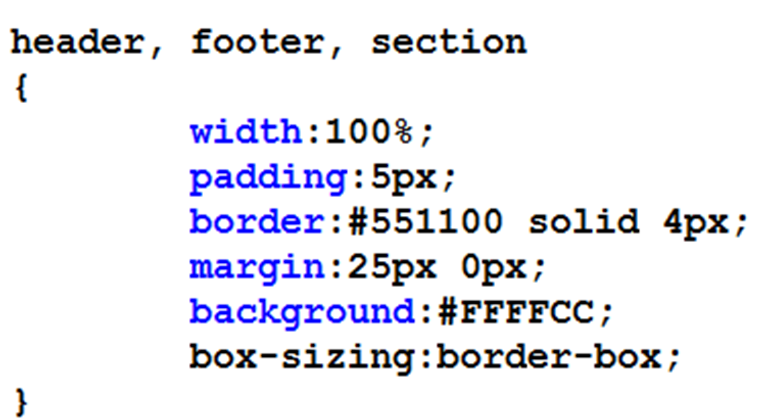 header, footer, section
{
width:100%;
padding:5px;
border:#551100 solid 4px;
margin:25px 0px;
background:#FFFFCC;
box-sizing:border-box;
}